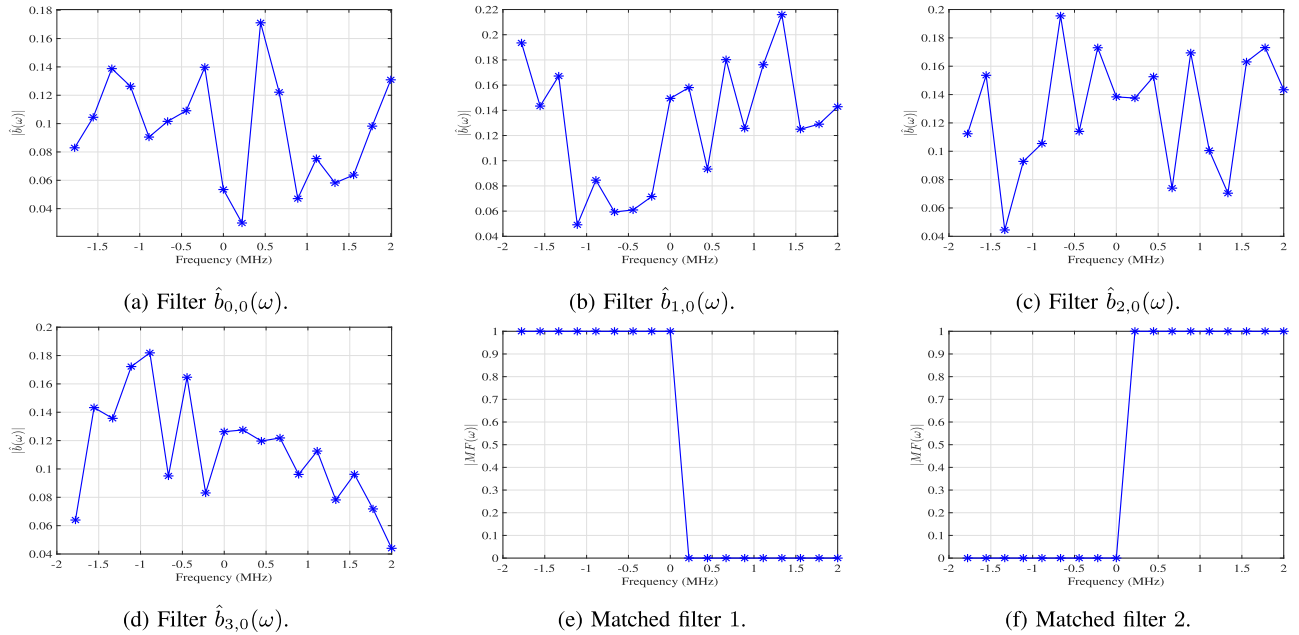 0.18
0.16
0.14
0.12
0.1
0.08
0.06
0.04
|b̂(ω)|
-1.5 -1 -0.5 0 0.5 1 1.5 2
Frequency (MHz)
(a) Filter b̂0,0(ω).
0.22
0.2
0.18
0.16
0.14
0.12
0.1
0.08
0.06
0.04
|b̂(ω)|
-2 -1.5 -1 -0.5 0 0.5 1 1.5 2
Frequency (MHz)
(b) Filter b̂1,0(ω).
0.2
0.18
0.16
0.14
0.12
0.1
0.08
0.06
0.04
|b̂(ω)|
-2 -1.5 -1 -0.5 0 0.5 1 1.5 2
Frequency (MHz)
(c) Filter b̂2,0(ω).
0.2
0.18
0.16
0.14
0.12
0.1
0.08
0.06
0.04
|b̂(ω)|
-2 -1.5 -1 -0.5 0 0.5 1 1.5 2
Frequency (MHz)
(d) Filter b̂3,0(ω).
1
0.9
0.8
0.7
0.6
0.5
0.4
0.3
0.2
0.1
0
|MF(ω)|
-2 -1.5 -1 -0.5 0 0.5 1 1.5 2
Frequency (MHz)
(e) Matched filter 1.
1
0.9
0.8
0.7
0.6
0.5
0.4
0.3
0.2
0.1
0
|MF(ω)|
-2 -1.5 -1 -0.5 0 0.5 1 1.5 2
Frequency (MHz)
(f) Matched filter 2.